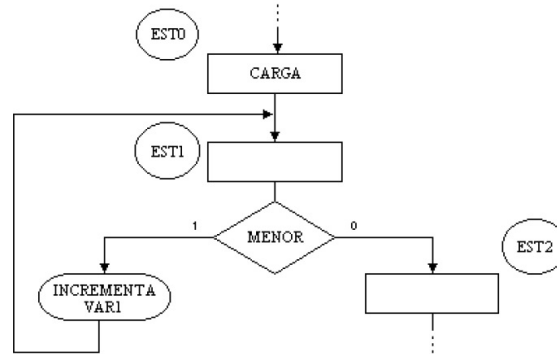 EST0
CARGA
EST1
1
MENOR
0
EST2
INCREMENTA
VAR1